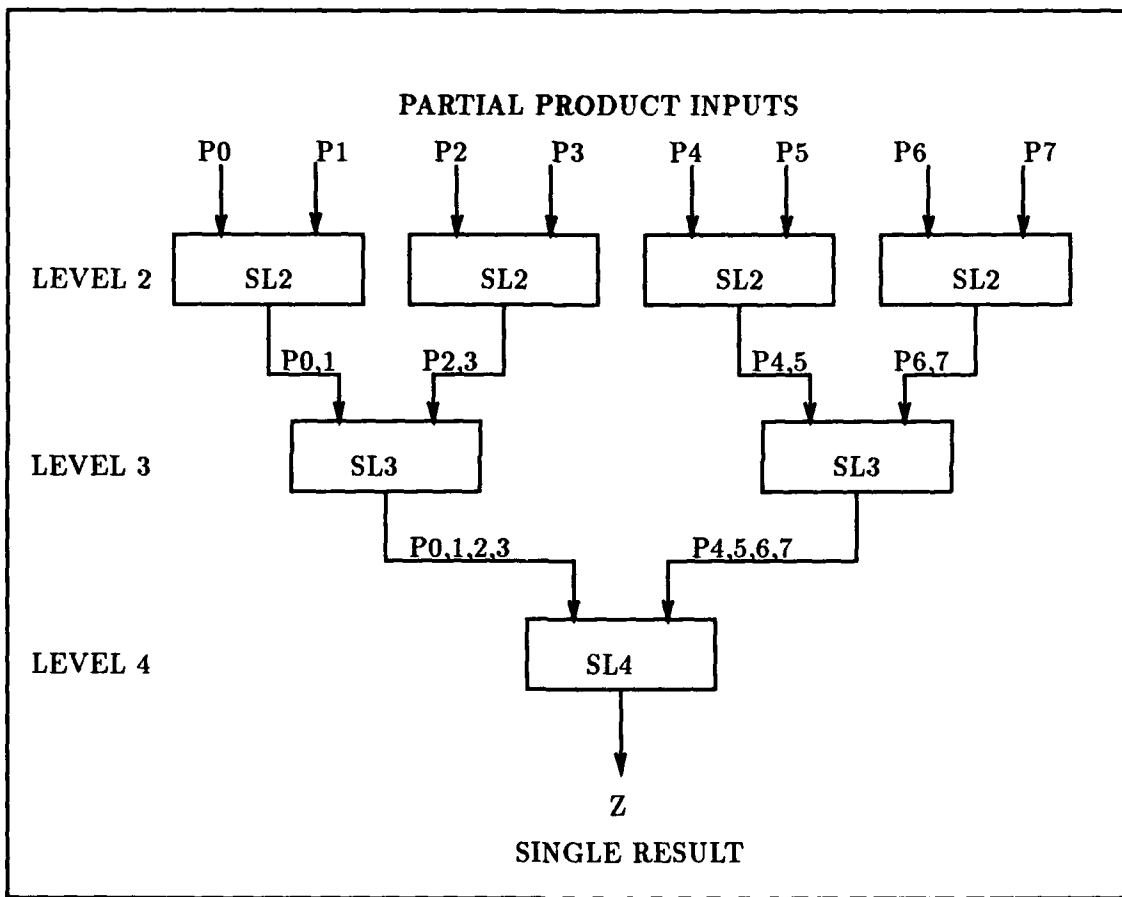 PARTIAL PRODUCT INPUTS
P0 P1 P2 P3 P4 P5 P6 P7
LEVEL 2 SL2 SL2 SL2 SL2
P0,1 P2,3 P4,5 P6,7
LEVEL 3 SL3 SL3
P0,1,2,3 P4,5,6,7
LEVEL 4 SL4
Z
SINGLE RESULT